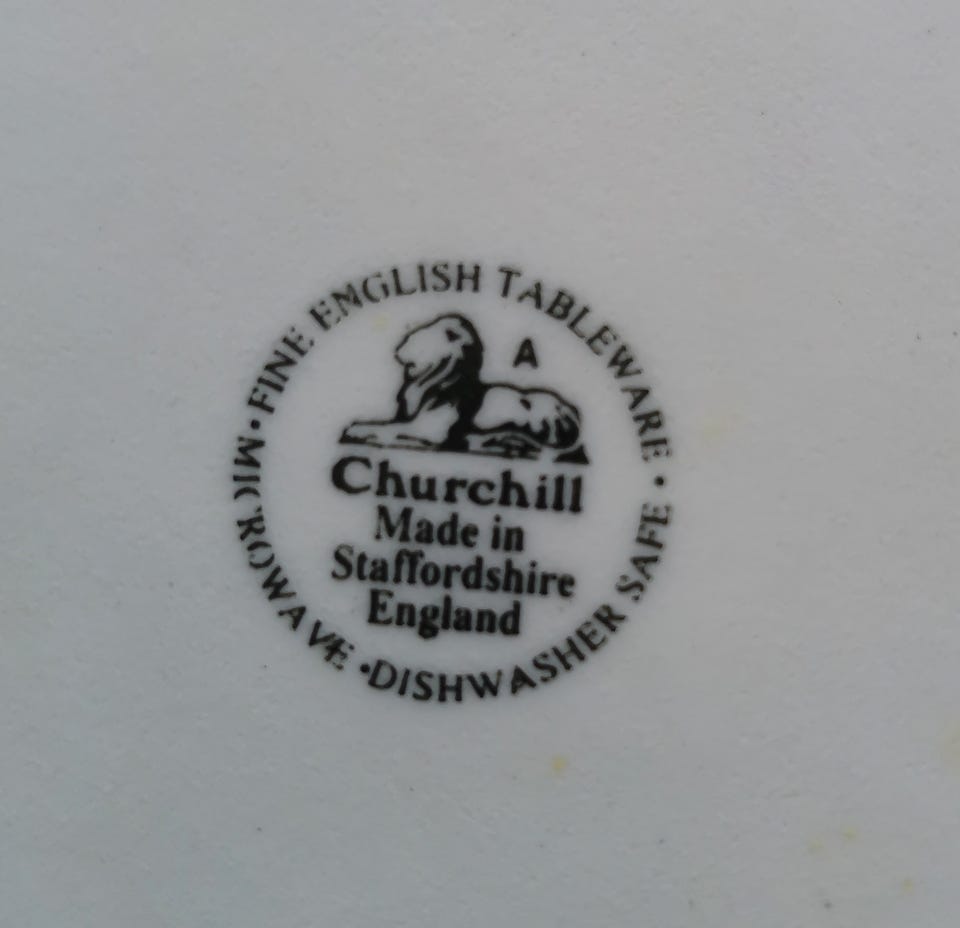 • FINE ENGLISH TABLEWARE •
A
Churchill
Made in
Staffordshire
England
MICROWAVE • DISHWASHER SAFE